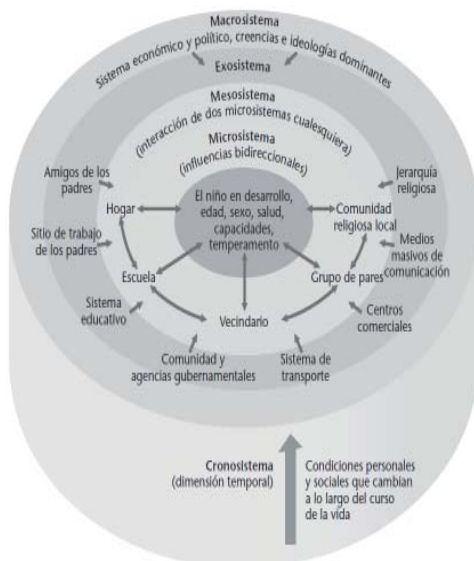 Macrosistema
Sistema económico y político, creencias e ideologías dominantes
Exosistema
Mesosistema
(interacción de dos microsistemas cualesquiera)
Microsistema
(influencias bidireccionales)
Amigos de los
padres
Jerarquía
religiosa
El niño en desarrollo,
edad, sexo, salud,
capacidades,
temperamento
Hogar
Comunidad
religiosa local
Sitio de trabajo
de los padres
Medios
masivos de
comunicación
Escuela
Grupo de pares
Sistema
educativo
Centros
comerciales
Vecindario
Comunidad y
agencias gubernamentales
Sistema de
transporte
Cronosistema
(dimensión temporal)
Condiciones personales
y sociales que cambian
a lo largo del curso
de la vida